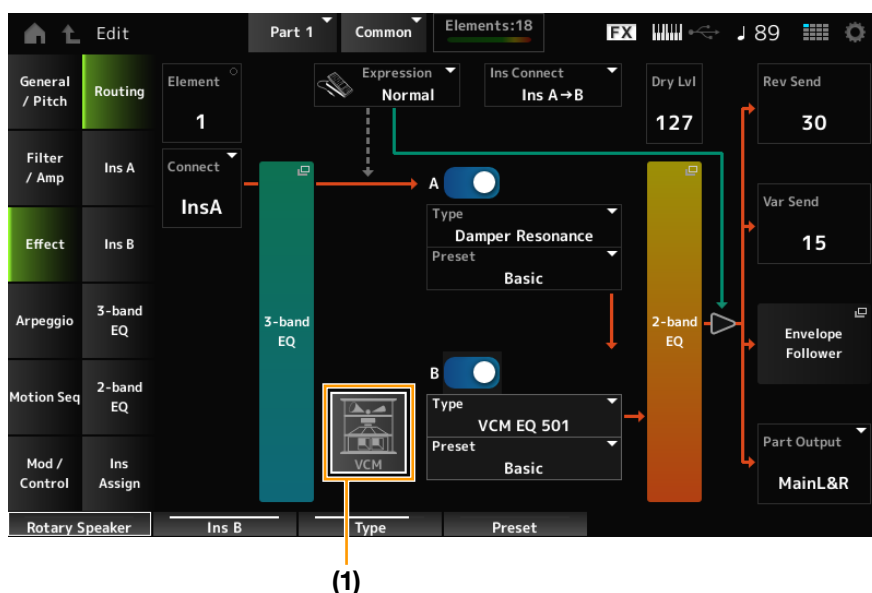 Edit
Part 1
Common
Elements:18
FX
♩ 89
General
/ Pitch
Routing
Element
1
Expression
Normal
Ins Connect
Ins A→B
Dry Lvl
127
Rev Send
30
Filter
/ Amp
Ins A
Connect
InsA
A
Type
Damper Resonance
Preset
Basic
Var Send
15
Effect
Ins B
Arpeggio
3-band
EQ
3-band
EQ
2-band
EQ
Envelope
Follower
Motion Seq
2-band
EQ
B
Type
VCM EQ 501
Preset
Basic
VCM
Part Output
MainL&R
Mod /
Control
Ins
Assign
Rotary Speaker
Ins B
Type
Preset
(1)